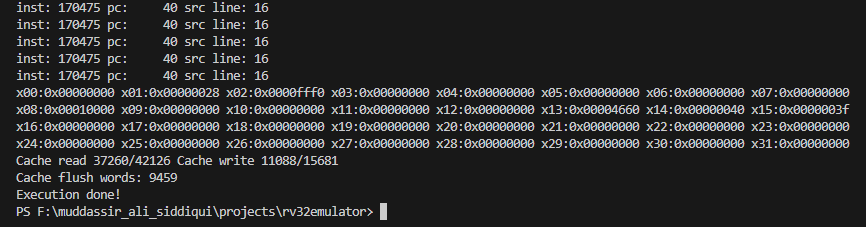 inst: 170475 pc:     40 src line: 16
inst: 170475 pc:     40 src line: 16
inst: 170475 pc:     40 src line: 16
inst: 170475 pc:     40 src line: 16
inst: 170475 pc:     40 src line: 16
x00:0x00000000 x01:0x00000028 x02:0x0000fff0 x03:0x00000000 x04:0x00000000 x05:0x00000000 x06:0x00000000 x07:0x00000000
x08:0x00010000 x09:0x00000000 x10:0x00000000 x11:0x00000000 x12:0x00000000 x13:0x00004660 x14:0x00000040 x15:0x0000003f
x16:0x00000000 x17:0x00000000 x18:0x00000000 x19:0x00000000 x20:0x00000000 x21:0x00000000 x22:0x00000000 x23:0x00000000
x24:0x00000000 x25:0x00000000 x26:0x00000000 x27:0x00000000 x28:0x00000000 x29:0x00000000 x30:0x00000000 x31:0x00000000
Cache read 37260/42126 Cache write 11088/15681
Cache flush words: 9459
Execution done!
PS F:\muddassir_ali_siddiqui\projects\rv32emulator>